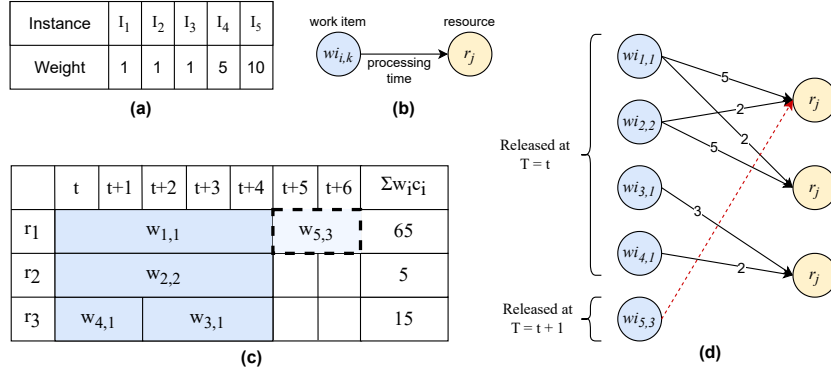 Instance I1 I2 I3 I4 I5
Weight 1 1 1 5 10
(a)
work item resource
wi i,k rj
processing
time
(b)
t t+1 t+2 t+3 t+4 t+5 t+6 Σwici
r1 w1,1 w5,3 65
r2 w2,2 5
r3 w4,1 w3,1 15
(c)
Released at
T = t
Released at
T = t + 1
wi1,1
wi2,2
wi3,1
wi4,1
wi5,3
5
2
2
5
3
2
rj
rj
rj
(d)